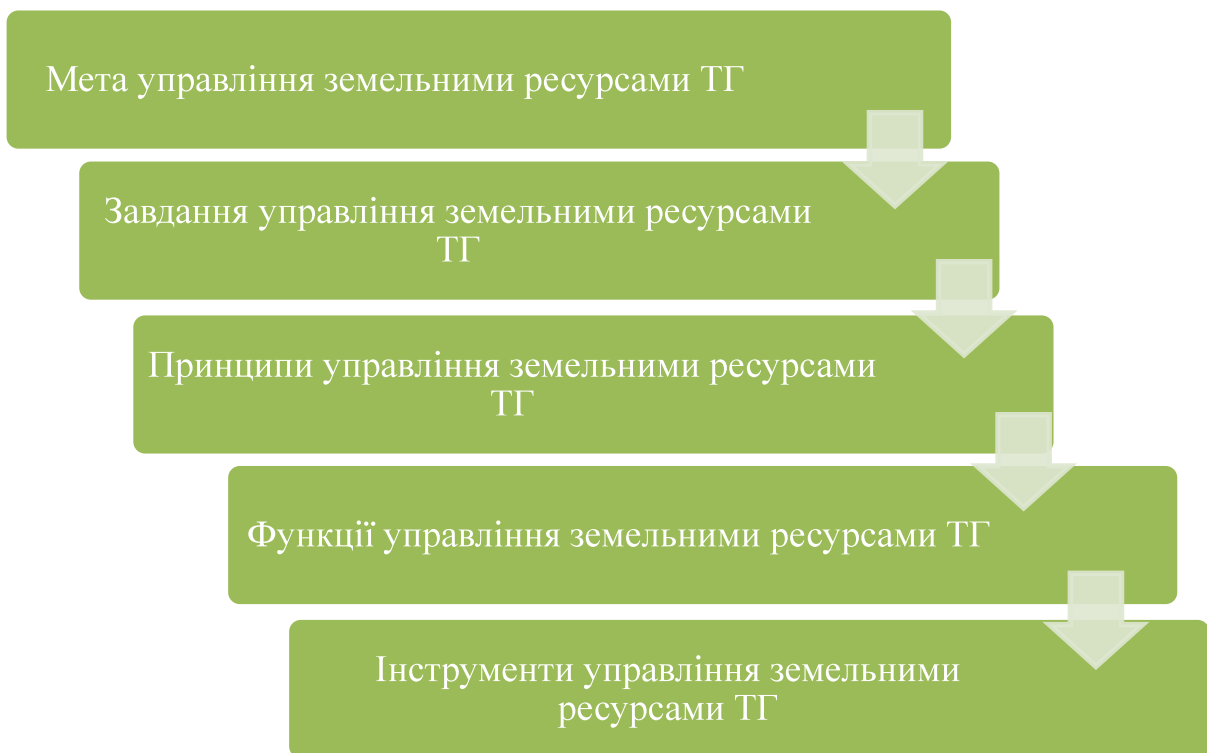 Мета управління земельними ресурсами ТГ
Завдання управління земельними ресурсами
ТГ
Принципи управління земельними ресурсами
ТГ
Функції управління земельними ресурсами ТГ
Інструменти управління земельними
ресурсами ТГ